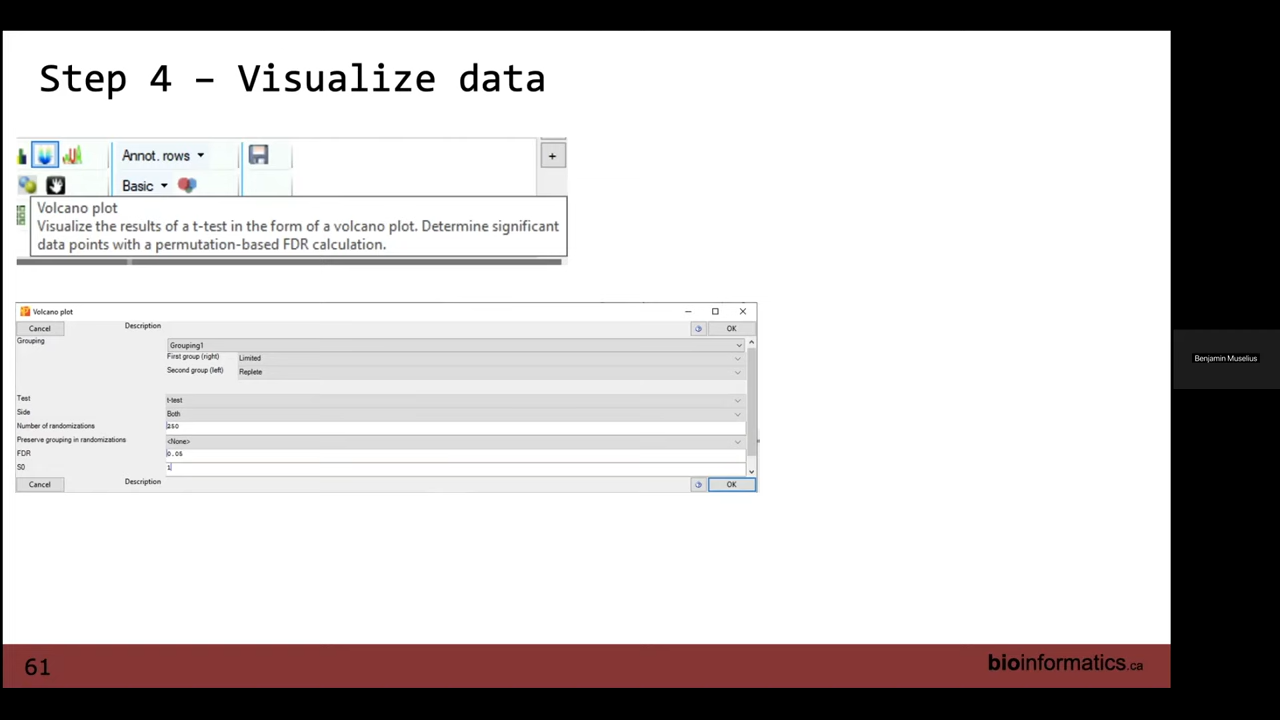 Step 4 – Visualize data
Annot. rows
+
Basic
Volcano plot
Visualize the results of a t-test in the form of a volcano plot. Determine significant
data points with a permutation-based FDR calculation.
Volcano plot
Cancel
Description
OK
Grouping
Grouping1
First group (right)
Limited
Second group (left)
Replete
Test
t-test
Side
Both
Number of randomizations
250
Preserve grouping in randomizations
<None>
FDR
0.05
S0
1
Cancel
Description
OK
Benjamin Muselius
61
bioinformatics.ca